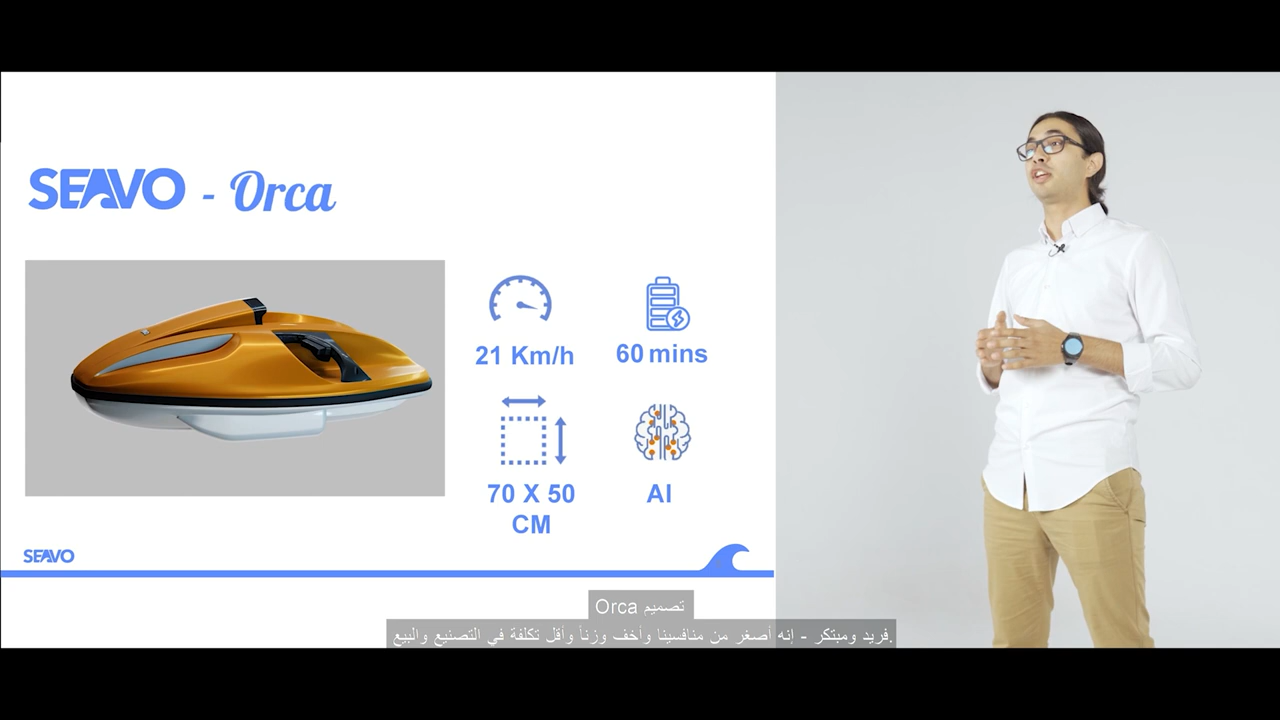 SEAVO - Orca
21 Km/h
60 mins
70 X 50
CM
AI
SEAVO
تصميم Orca
فريد ومبتكر - إنه أصغر من منافسينا وأخف وزناً وأقل تكلفة في التصنيع والبيع.